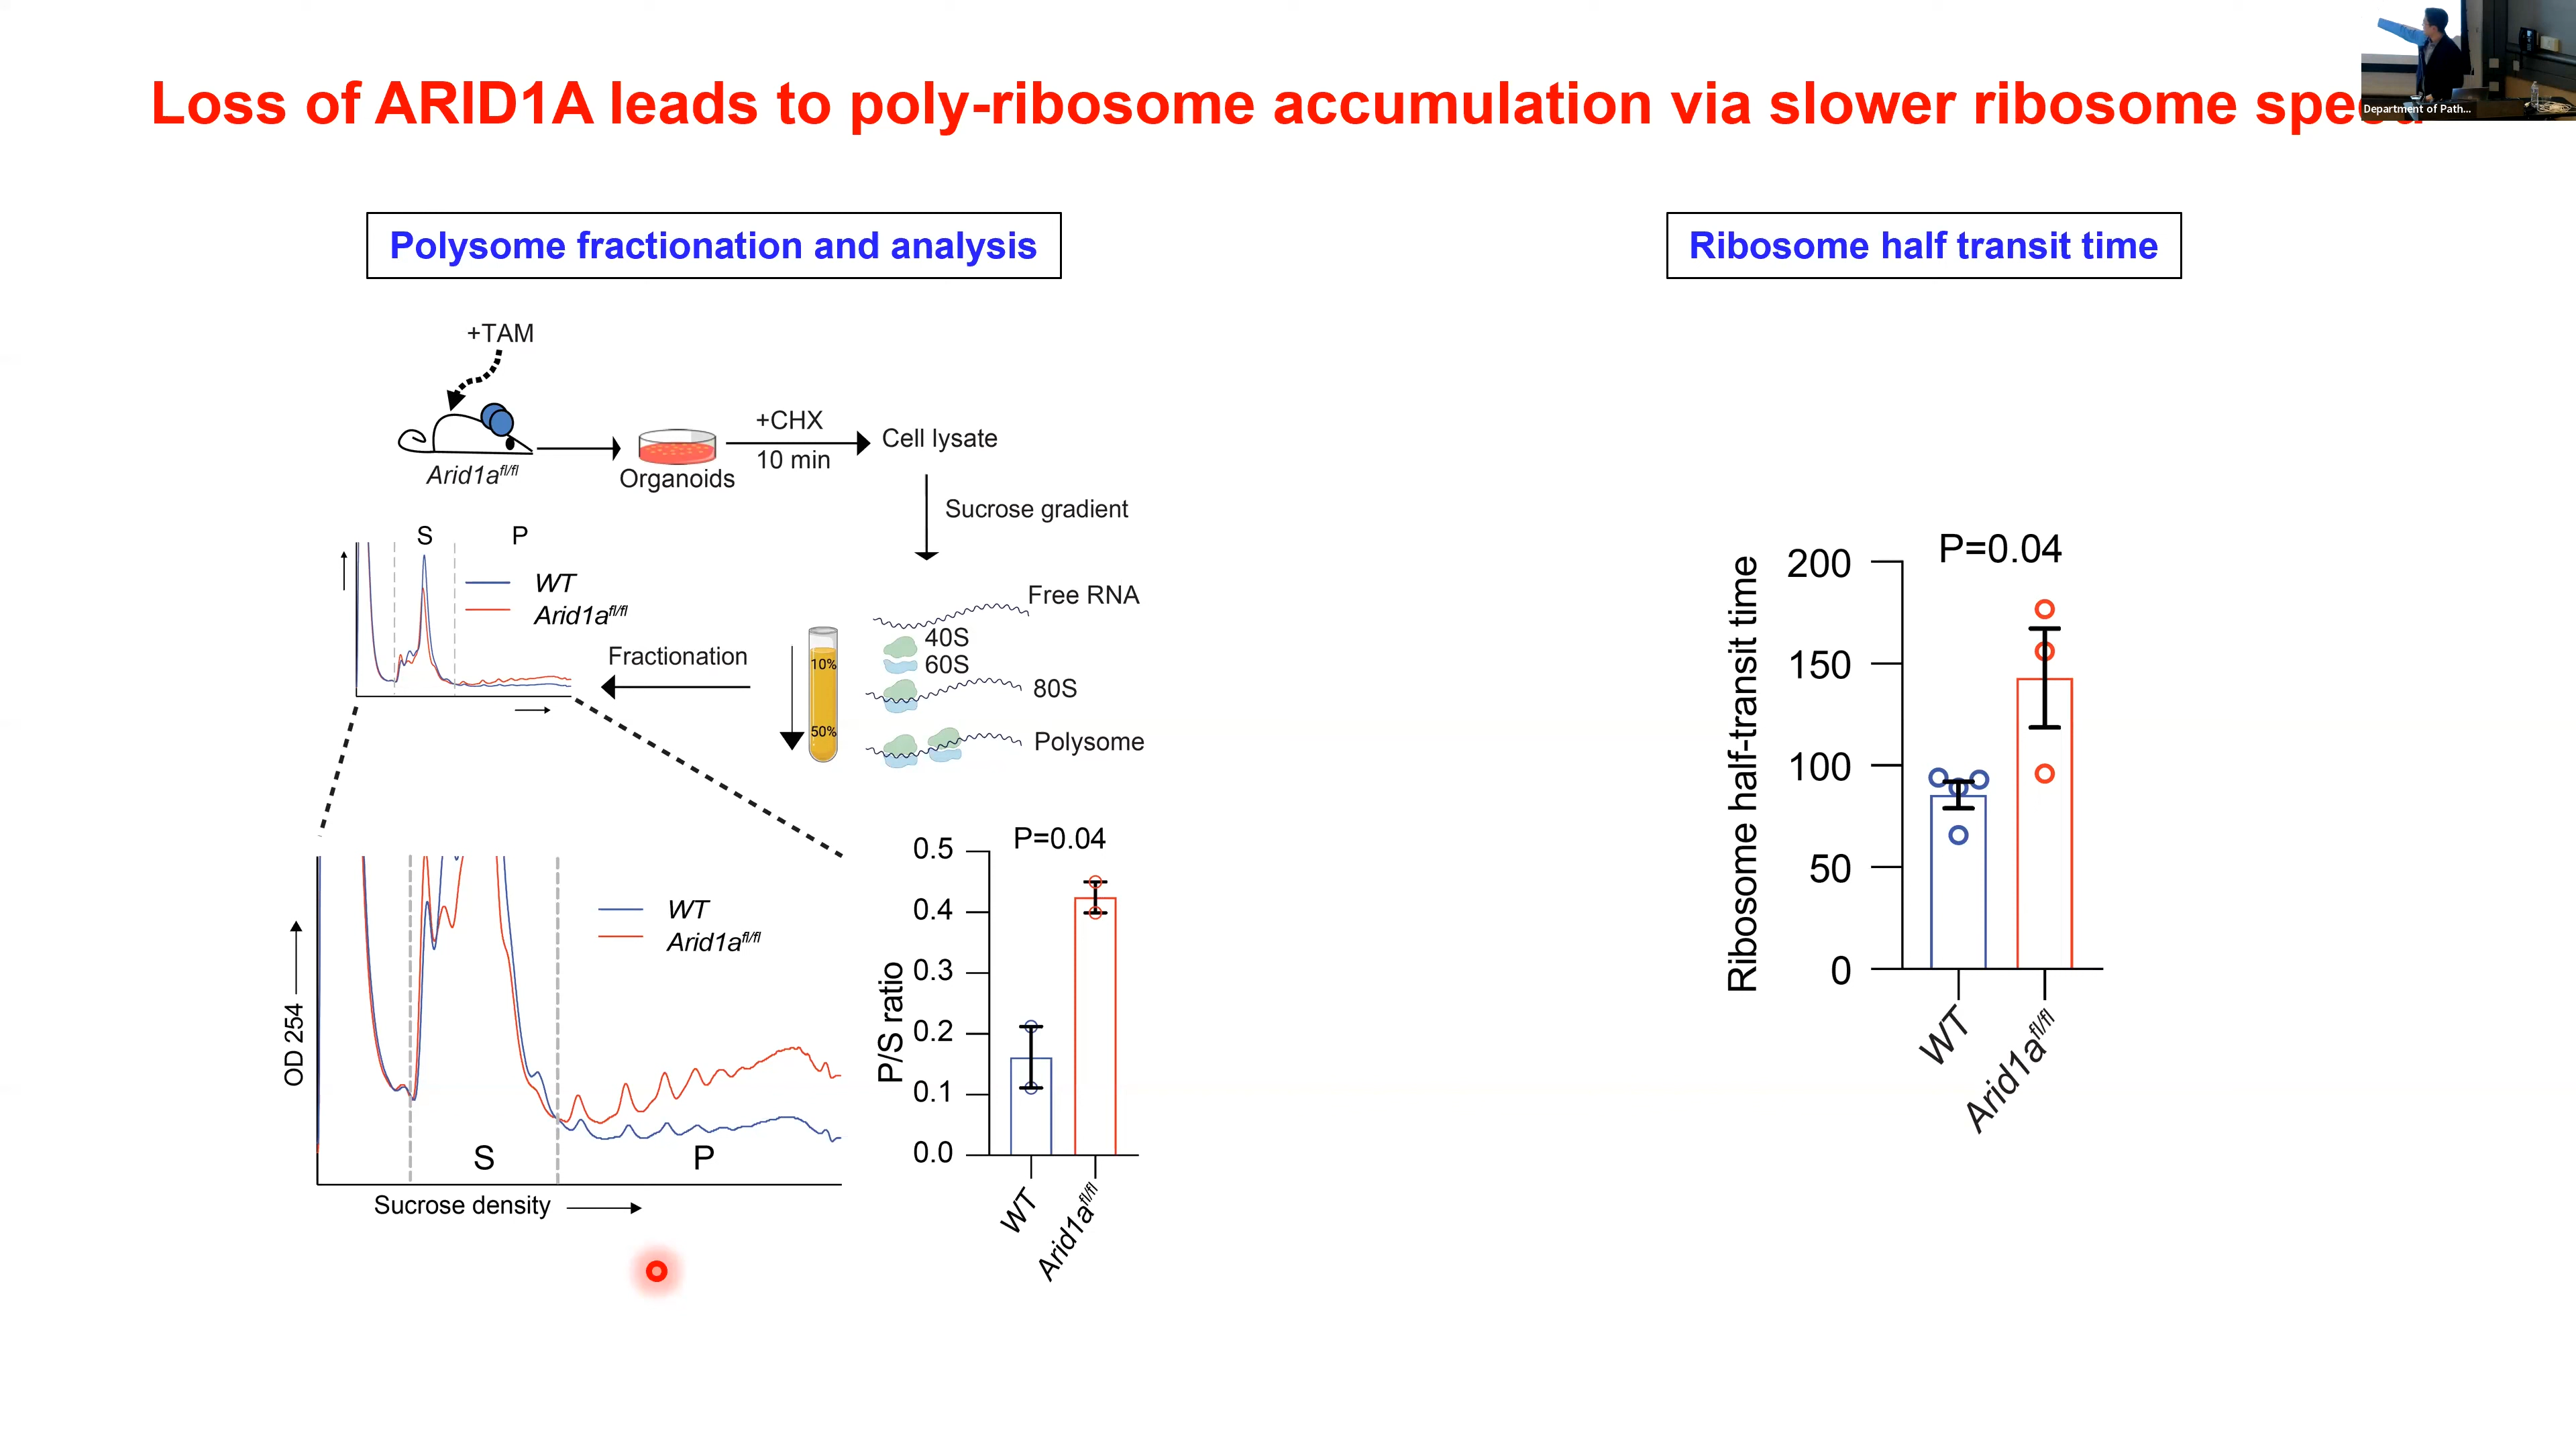 Loss of ARID1A leads to poly-ribosome accumulation via slower ribosome
Department of Path...
Polysome fractionation and analysis
Ribosome half transit time
+TAM
Arid1afl/fl
Organoids
+CHX
10 min
Cell lysate
Sucrose gradient
S P
WT
Arid1afl/fl
Fractionation
10%
50%
Free RNA
40S
60S
80S
Polysome
OD 254
WT
Arid1afl/fl
S P
Sucrose density
P=0.04
P/S ratio
0.5
0.4
0.3
0.2
0.1
0.0
WT
Arid1afl/fl
P=0.04
Ribosome half-transit time
200
150
100
50
0
WT
Arid1afl/fl